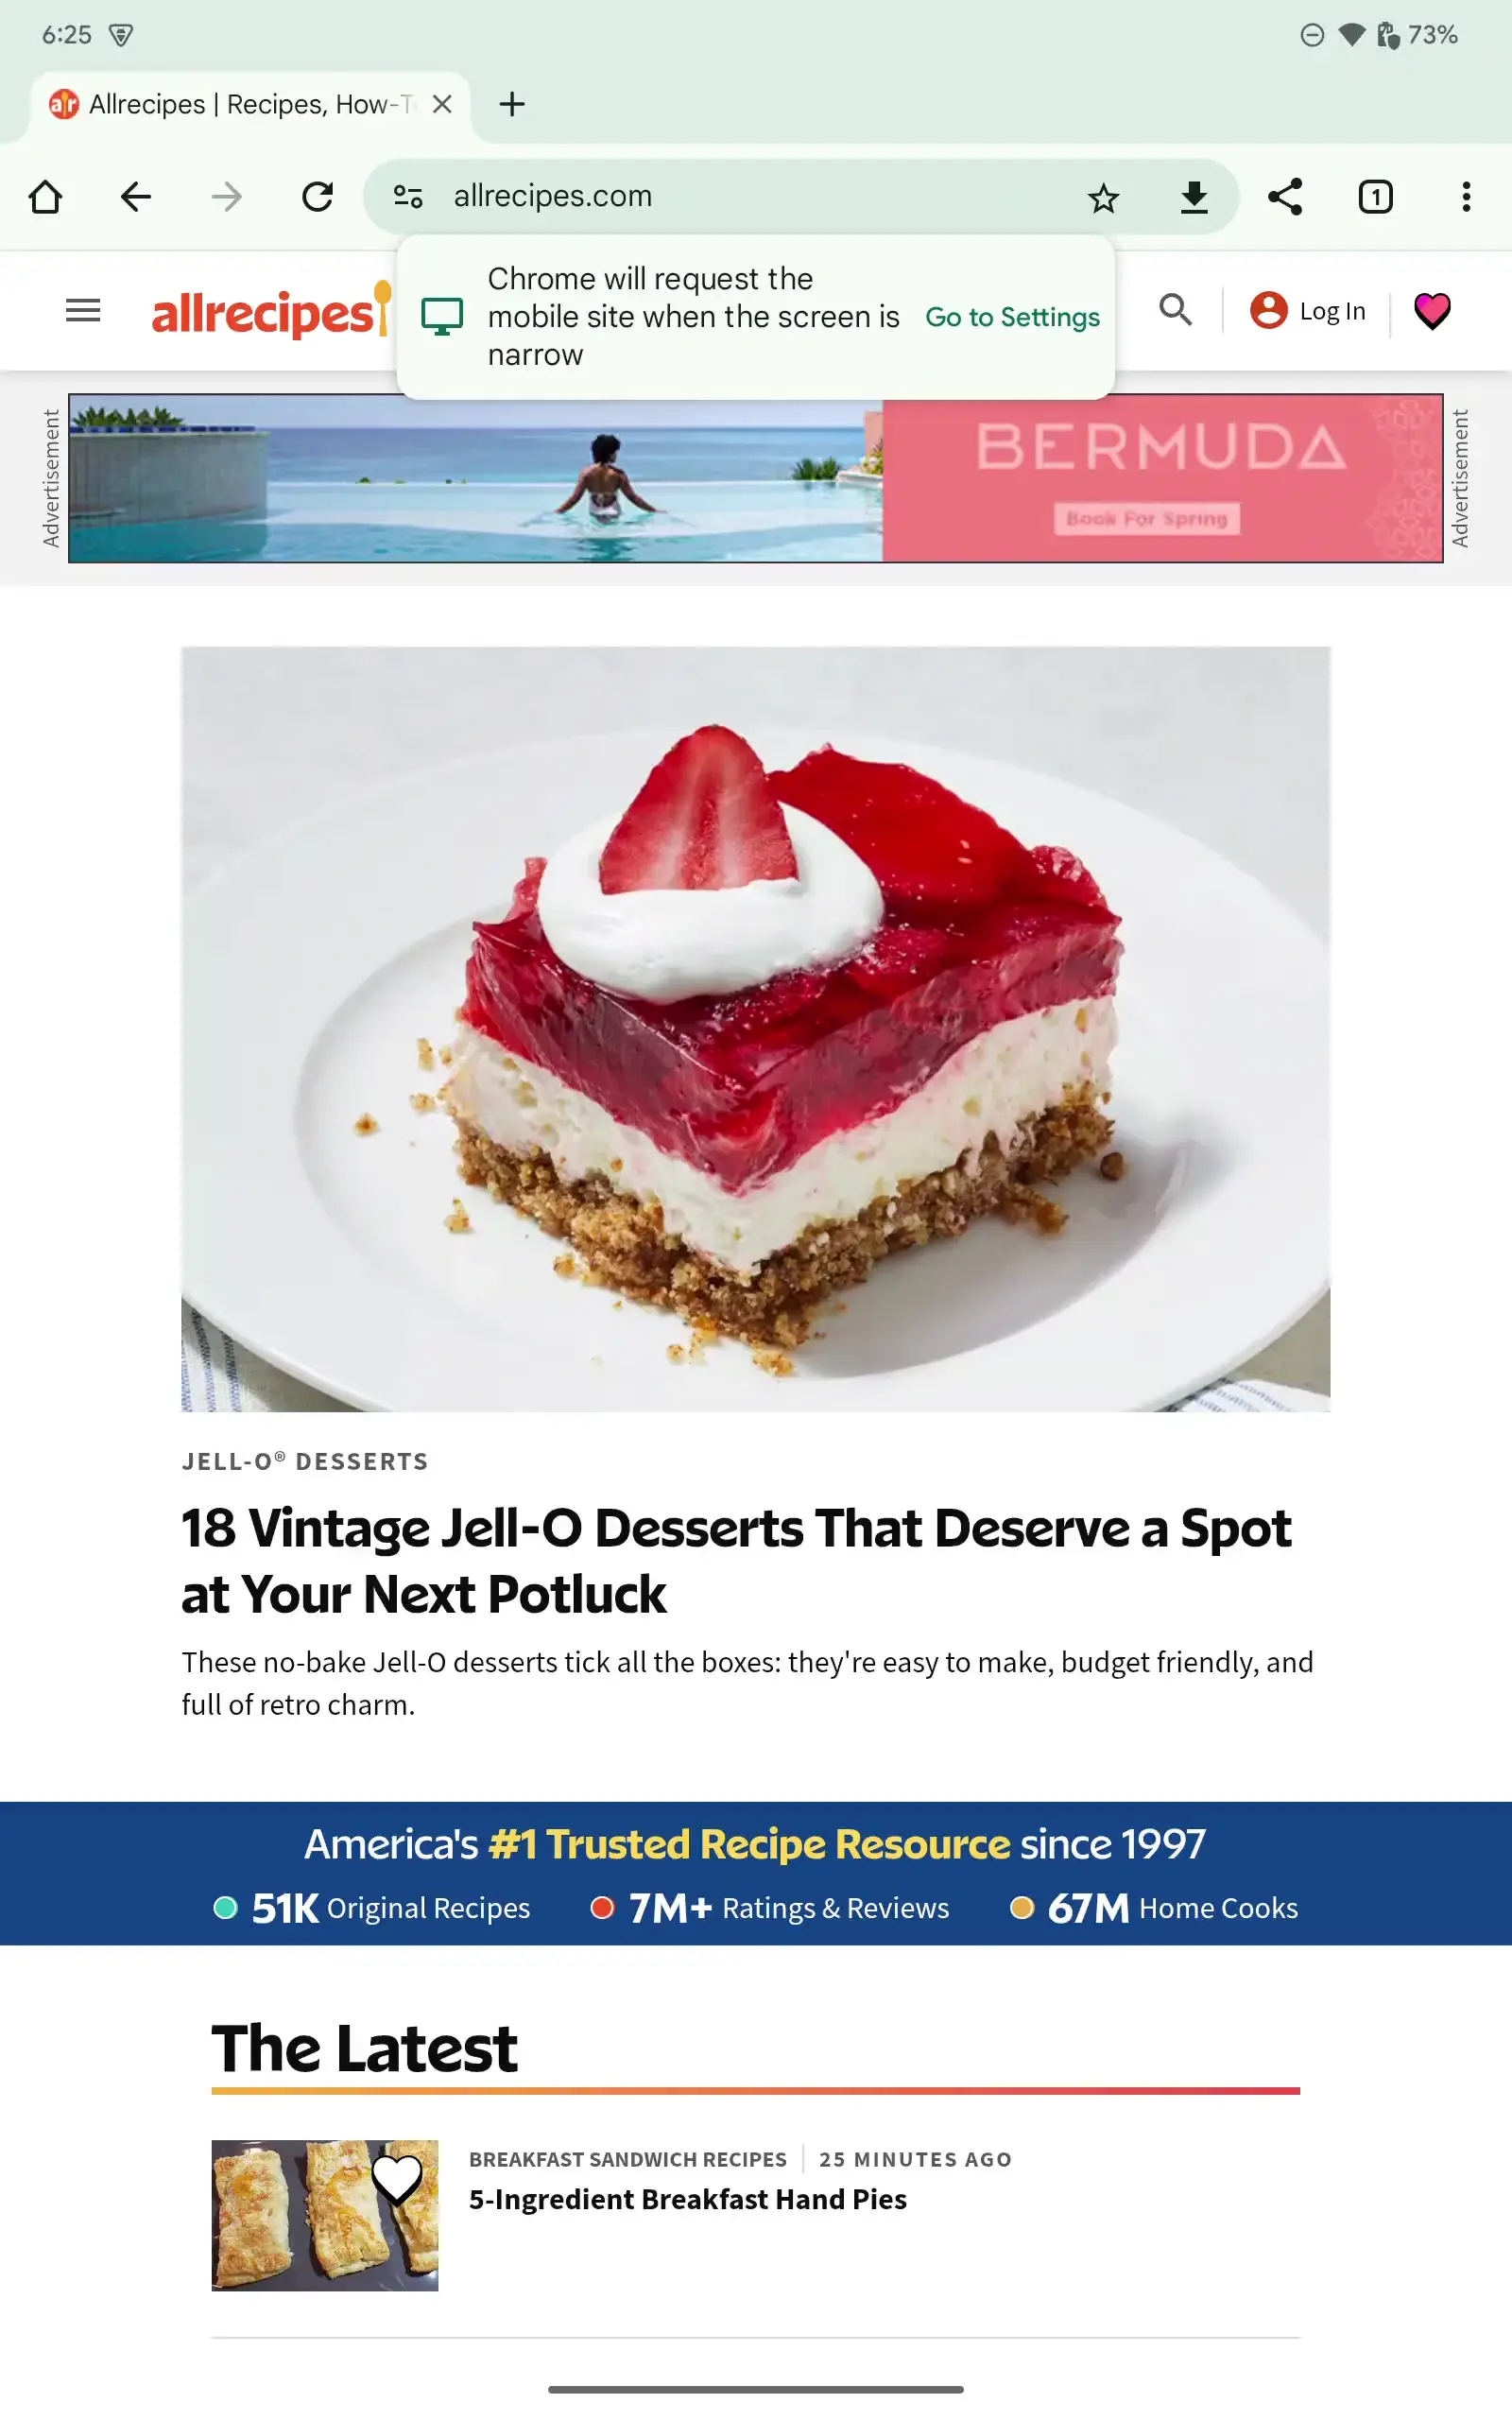 6:25
73%
Allrecipes | Recipes, How-T
allrecipes.com
1
Chrome will request the
mobile site when the screen is
narrow
Go to Settings
allrecipes
Log In
Advertisement
BERMUDA
Book For Spring
Advertisement
JELL-O® DESSERTS
18 Vintage Jell-O Desserts That Deserve a Spot
at Your Next Potluck
These no-bake Jell-O desserts tick all the boxes: they're easy to make, budget friendly, and
full of retro charm.
America's #1 Trusted Recipe Resource since 1997
51K Original Recipes 7M+ Ratings & Reviews 67M Home Cooks
The Latest
BREAKFAST SANDWICH RECIPES | 25 MINUTES AGO
5-Ingredient Breakfast Hand Pies